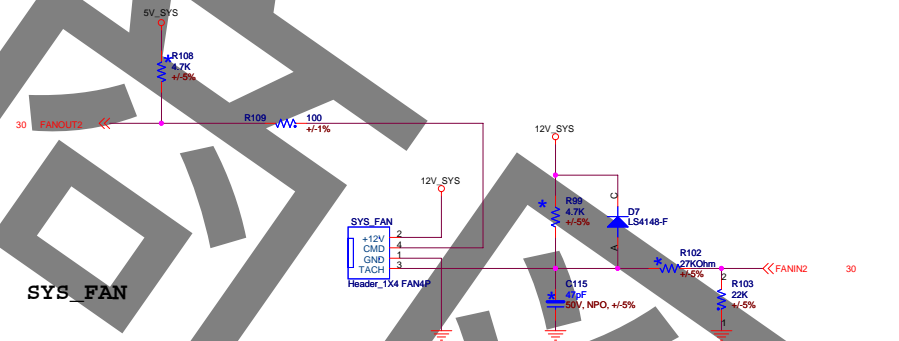 5V_SYS
R108
4.7K
+/-5%
30 FANOUT2
R109 100
+/-1%
12V_SYS
12V_SYS
R99
4.7K
+/-5%
C
D7
LS4148-F
A
SYS_FAN
+12V 2
CMD 4
GND 1
TACH 3
Header_1X4 FAN4P
R102
27KOhm
+/-5%
FANIN2 30
2
R103
22K
+/-5%
1
C115
47pF
50V, NPO, +/-5%
SYS_FAN